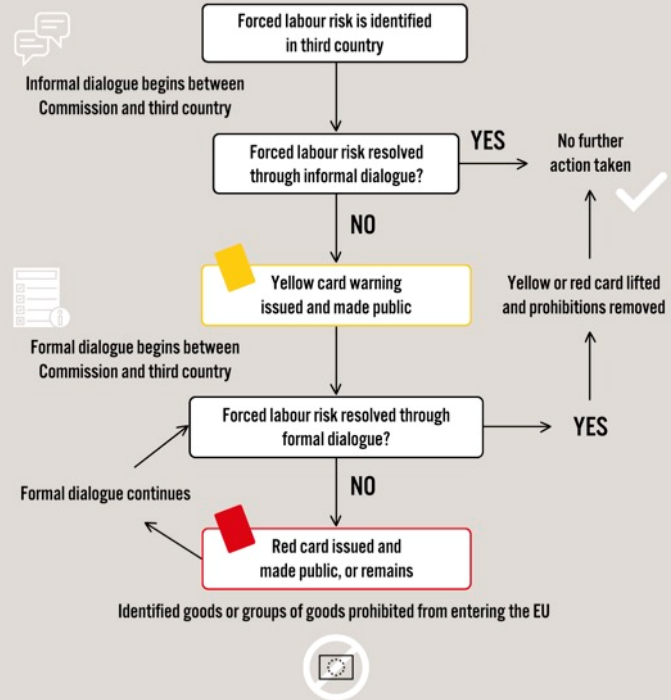 Forced labour risk is identified
in third country
Informal dialogue begins between
Commission and third country
Forced labour risk resolved
through informal dialogue?
YES
No further
action taken
NO
Yellow card warning
issued and made public
Yellow or red card lifted
and prohibitions removed
Formal dialogue begins between
Commission and third country
Forced labour risk resolved through
formal dialogue?
YES
NO
Formal dialogue continues
Red card issued and
made public, or remains
Identified goods or groups of goods prohibited from entering the EU